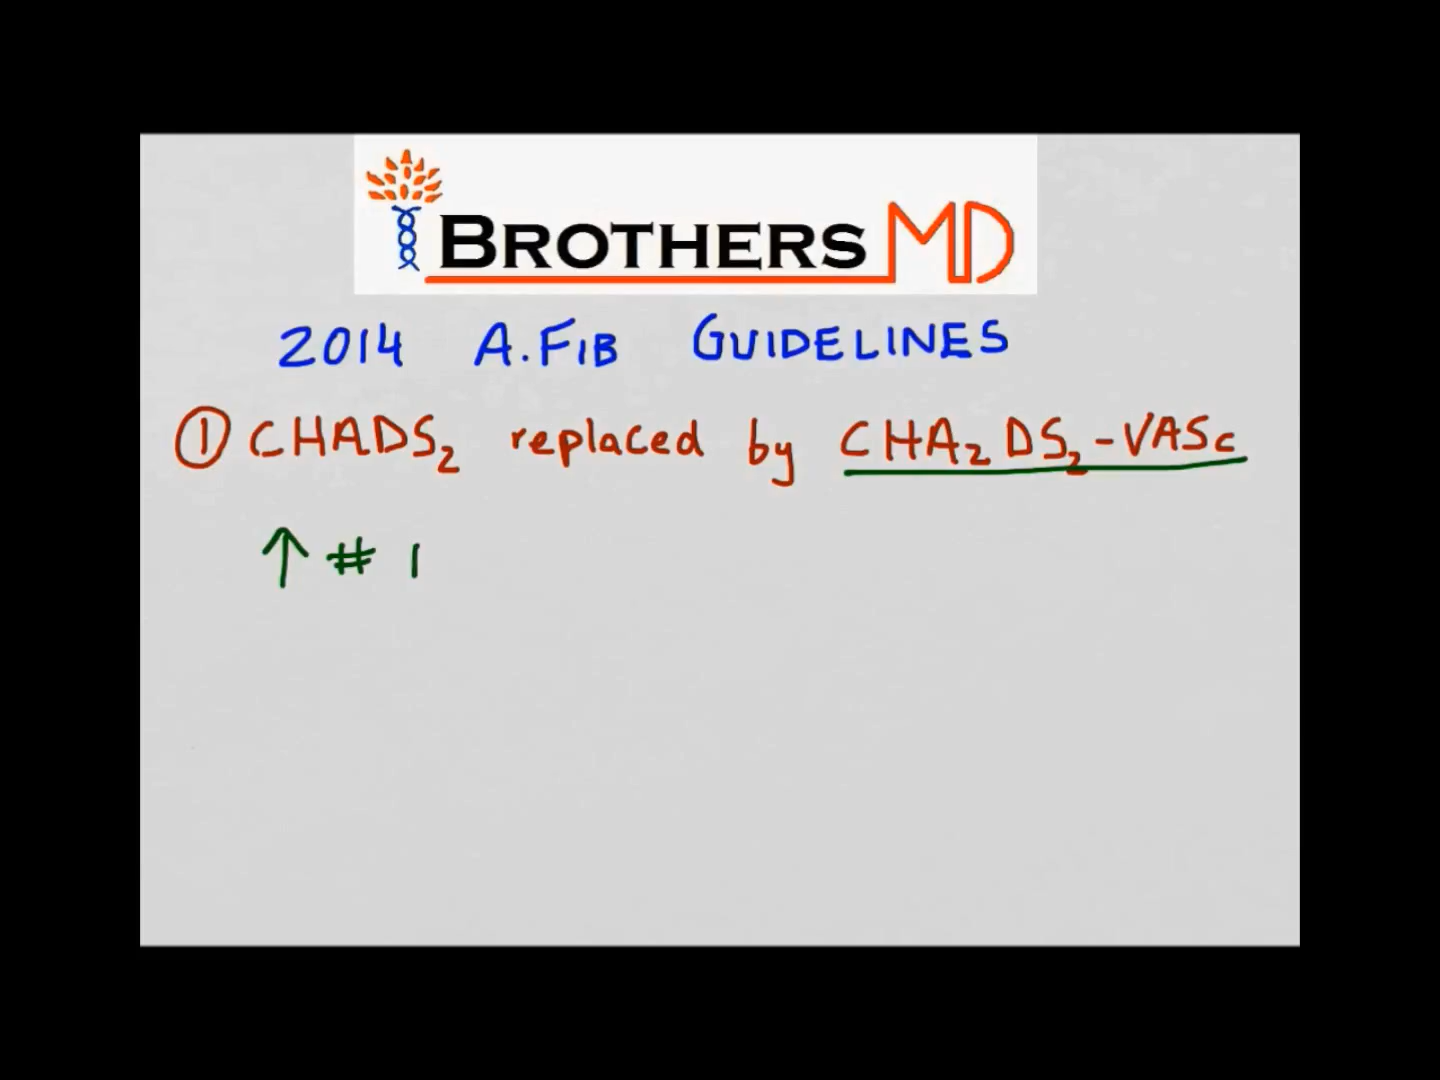 BROTHERS MD
2014 A.FIB GUIDELINES
① CHADS₂ replaced by CHA₂DS₂-VASc
↑ # 1